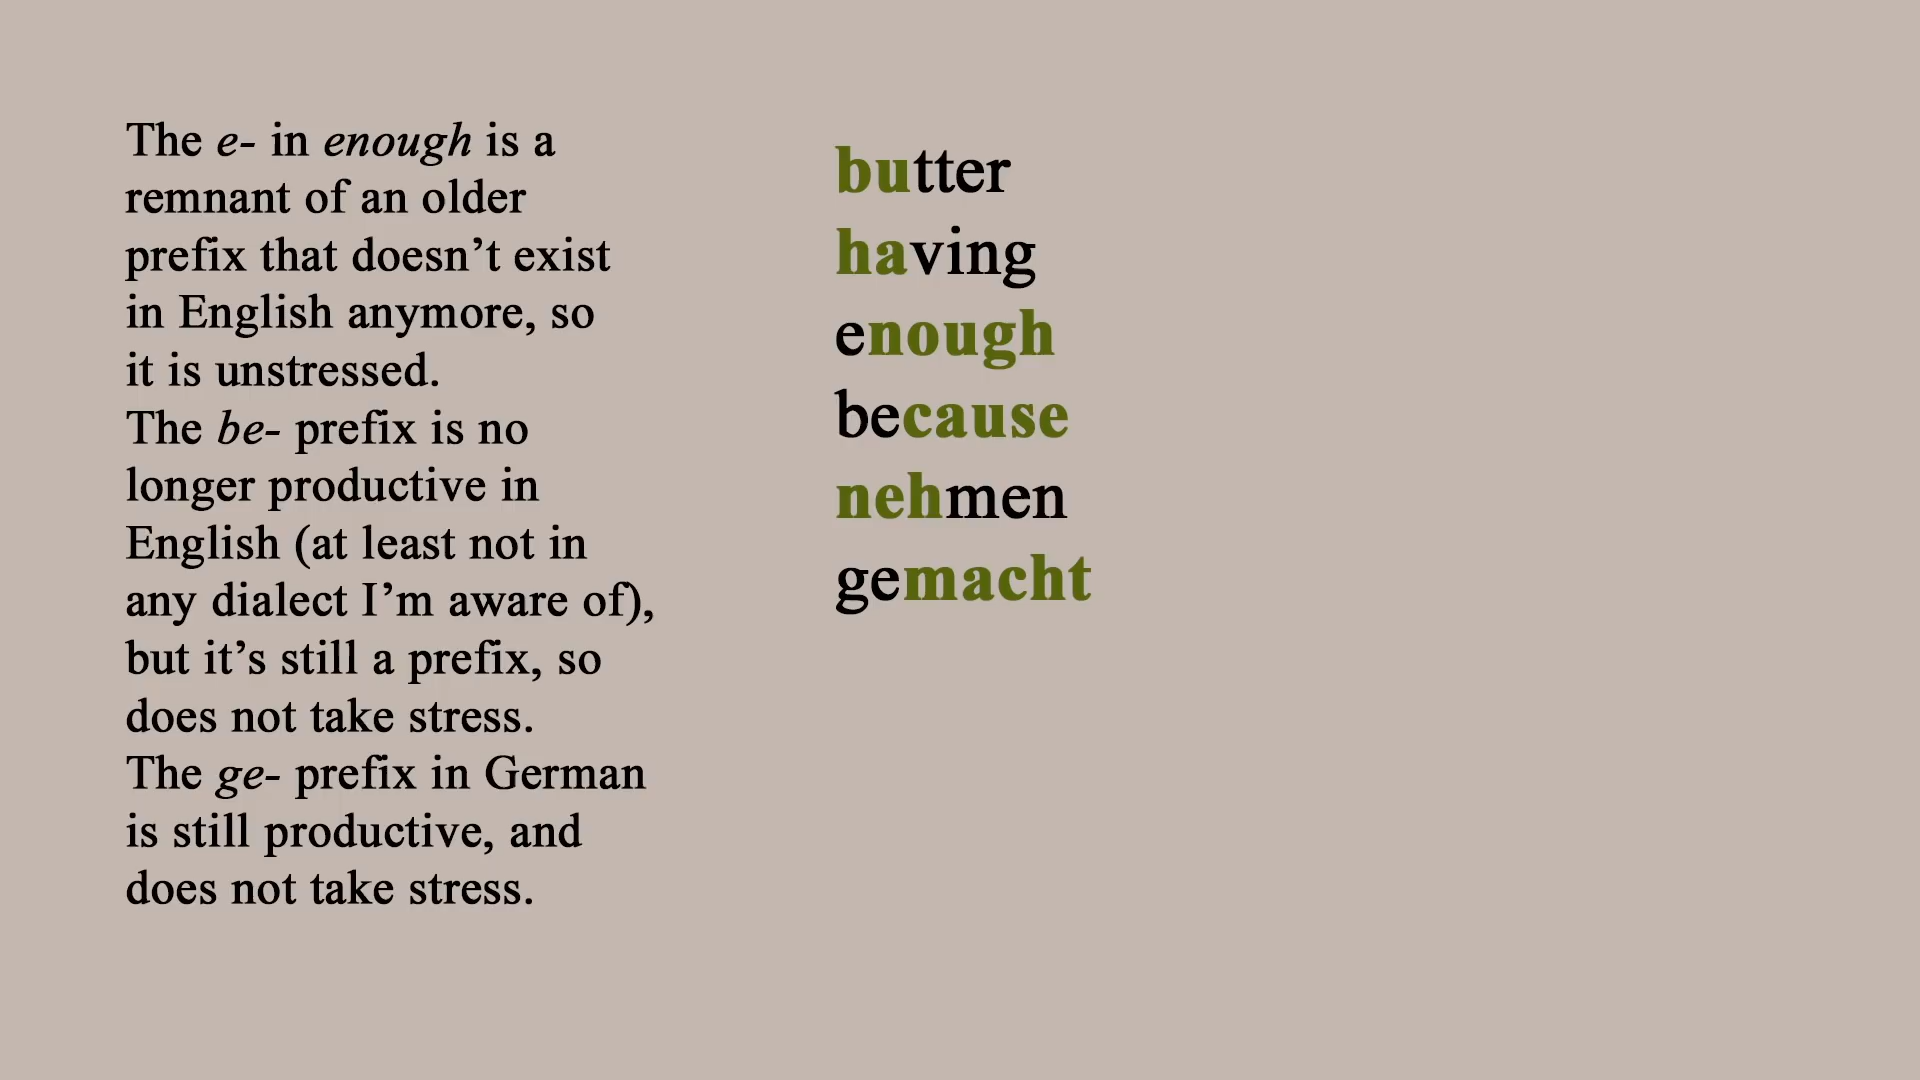 The e- in enough is a
remnant of an older
prefix that doesn’t exist
in English anymore, so
it is unstressed.
The be- prefix is no
longer productive in
English (at least not in
any dialect I’m aware of),
but it’s still a prefix, so
does not take stress.
The ge- prefix in German
is still productive, and
does not take stress.
butter
having
enough
because
nehmen
gemacht